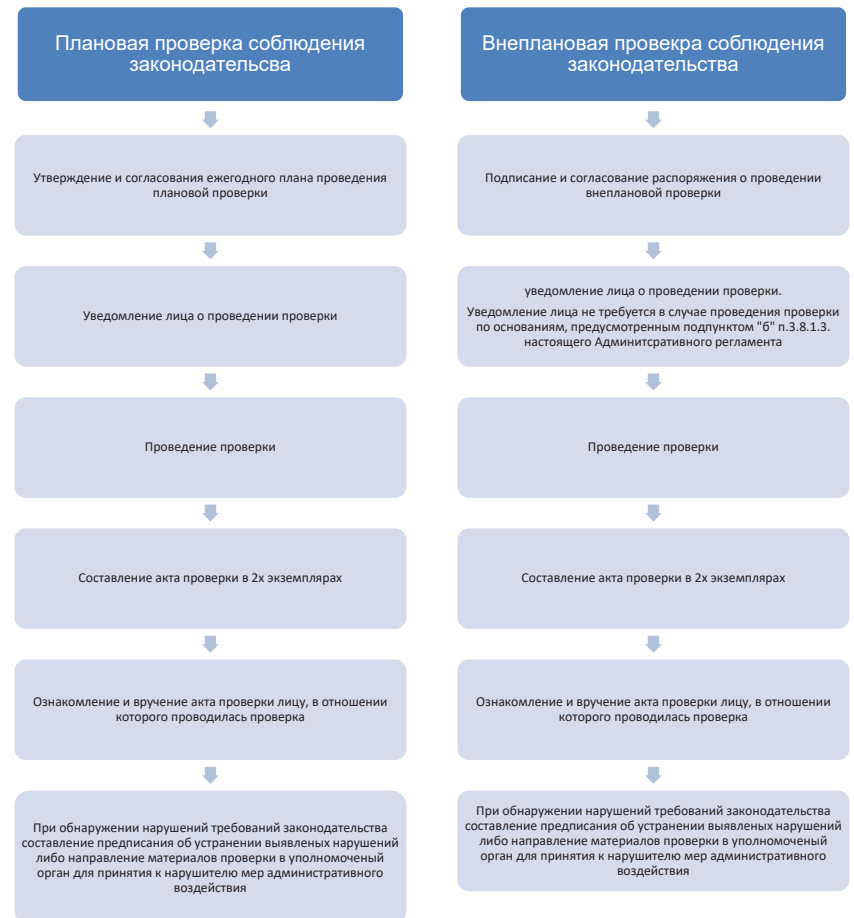 Плановая проверка соблюдения
законодательсва
Утверждение и согласования ежегодного плана проведения
плановой проверки
Уведомление лица о проведении проверки
Проведение проверки
Составление акта проверки в 2х экземплярах
Ознакомление и вручение акта проверки лицу, в отношении
которого проводилась проверка
При обнаружении нарушений требований законодательства
составление предписания об устранении выявленых нарушений
либо направление материалов проверки в уполномоченый
орган для принятия к нарушителю мер административного
воздействия
Внеплановая провекра соблюдения
законодательства
Подписание и согласование распоряжения о проведении
внеплановой проверки
уведомление лица о проведении проверки.
Уведомление лица не требуется в случае проведения проверки
по основаниям, предусмотренным подпунктом "б" п.3.8.1.3.
настоящего Админитсративного регламента
Проведение проверки
Составление акта проверки в 2х экземплярах
Ознакомление и вручение акта проверки лицу, в отношении
которого проводилась проверка
При обнаружении нарушений требований законодательства
составление предписания об устранении выявленых нарушений
либо направление материалов проверки в уполномоченый
орган для принятия к нарушителю мер административного
воздействия